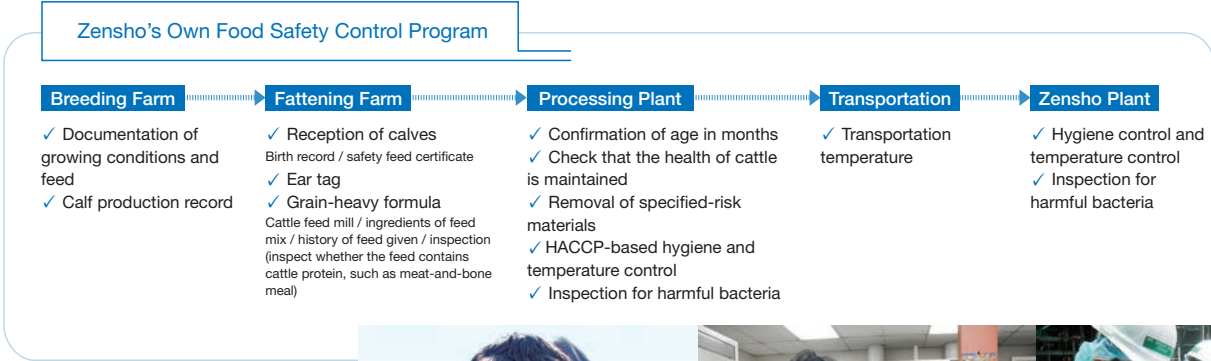 Zensho's Own Food Safety Control Program
Breeding Farm
✓ Documentation of
growing conditions and
feed
✓ Calf production record
Fattening Farm
✓ Reception of calves
Birth record / safety feed certificate
✓ Ear tag
✓ Grain-heavy formula
Cattle feed mill / ingredients of feed
mix / history of feed given / inspection
(inspect whether the feed contains
cattle protein, such as meat-and-bone
meal)
Processing Plant
✓ Confirmation of age in months
✓ Check that the health of cattle
is maintained
✓ Removal of specified-risk
materials
✓ HACCP-based hygiene and
temperature control
✓ Inspection for harmful bacteria
Transportation
✓ Transportation
temperature
Zensho Plant
✓ Hygiene control and
temperature control
✓ Inspection for
harmful bacteria